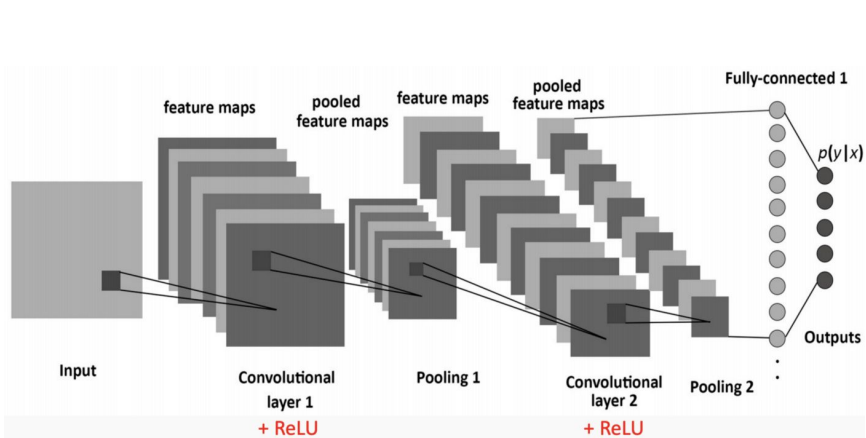 Fully-connected 1
pooled
feature maps
feature maps
pooled
feature maps
feature maps
p(y|x)
Outputs
Input
Convolutional
layer 1
+ ReLU
Pooling 1
Convolutional
layer 2
+ ReLU
Pooling 2